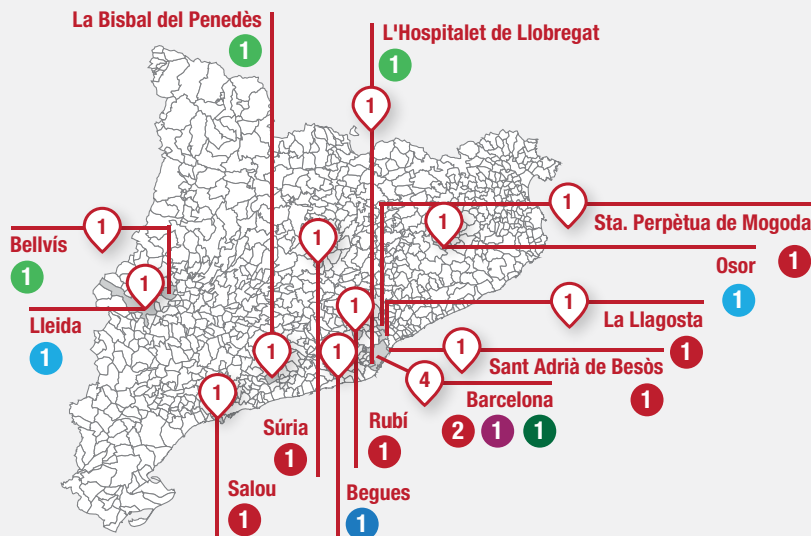 La Bisbal del Penedès
1
L'Hospitalet de Llobregat
1
1
1
Sta. Perpètua de Mogoda
1
1
Bellvís
1
1
1
Osor
1
1
Lleida
1
1
La Llagosta
1
1
1
1
1
Sant Adrià de Besòs
1
4
Barcelona
2 1 1
1
Súria
1
Rubí
1
Salou
1
Begues
1